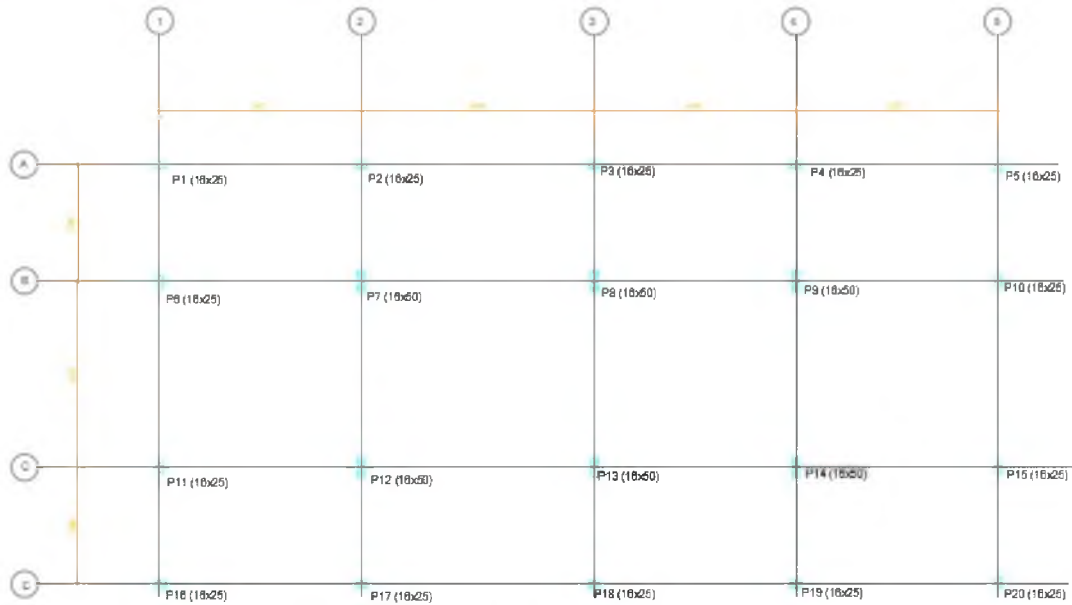 1 2 3 4 5
A
P1 (16x25) P2 (16x25) P3 (16x25) P4 (16x25) P5 (16x25)
B
P6 (16x25) P7 (16x50) P8 (16x50) P9 (16x50) P10 (16x25)
C
P11 (16x25) P12 (16x50) P13 (16x50) P14 (16x50) P15 (16x25)
P16 (16x25) P17 (16x25) P18 (16x25) P19 (16x25) P20 (16x25)